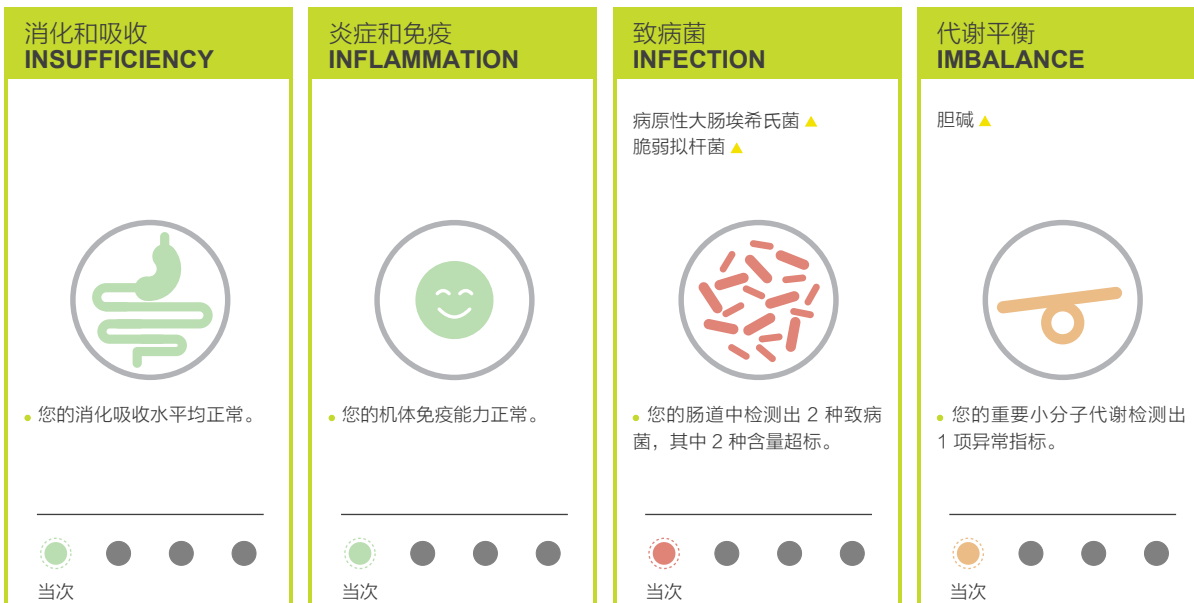 消化和吸收
INSUFFICIENCY
• 您的消化吸收水平均正常。
当次
炎症和免疫
INFLAMMATION
• 您的机体免疫能力正常。
当次
致病菌
INFECTION
病原性大肠埃希氏菌 ▲
脆弱拟杆菌 ▲
• 您的肠道中检测出 2 种致病
菌，其中 2 种含量超标。
当次
代谢平衡
IMBALANCE
胆碱 ▲
• 您的重要小分子代谢检测出
1 项异常指标。
当次